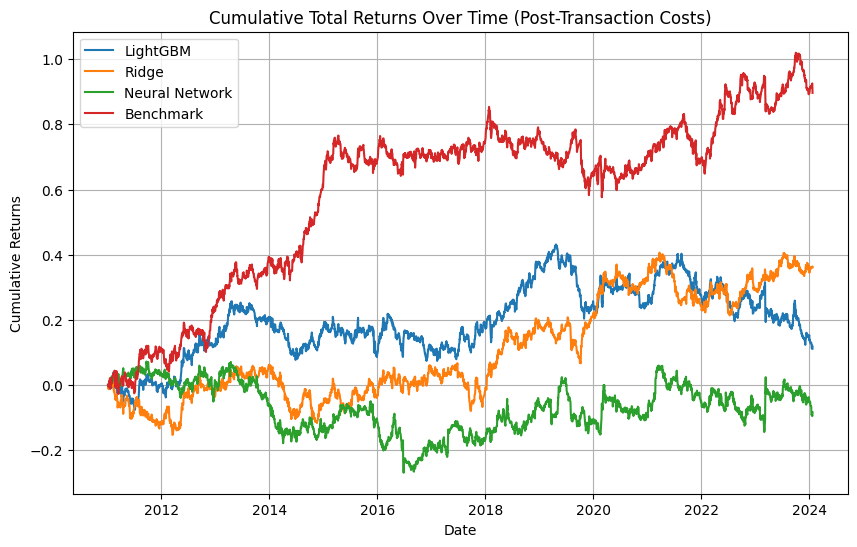 Cumulative Total Returns Over Time (Post-Transaction Costs)
LightGBM
Ridge
Neural Network
Benchmark
Cumulative Returns
1.0
0.8
0.6
0.4
0.2
0.0
−0.2
2012
2014
2016
2018
2020
2022
2024
Date